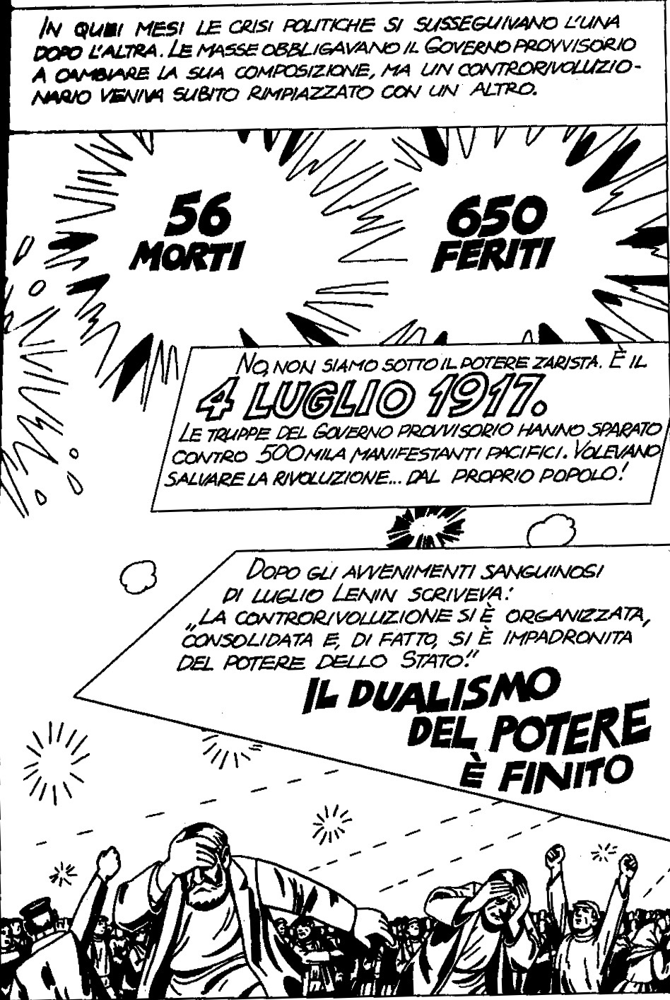 IN QUEI MESI LE CRISI POLITICHE SI SUSSEGUIVANO L'UNA
DOPO L'ALTRA. LE MASSE OBBLIGAVANO IL GOVERNO PROVVISORIO
A CAMBIARE LA SUA COMPOSIZIONE, MA UN CONTRORIVOLUZIO-
NARIO VENIVA SUBITO RIMPIAZZATO CON UN ALTRO.
56
MORTI
650
FERITI
NO, NON SIAMO SOTTO IL POTERE ZARISTA. È IL
4 LUGLIO 1917.
LE TRUPPE DEL GOVERNO PROVVISORIO HANNO SPARATO
CONTRO 500MILA MANIFESTANTI PACIFICI. VOLEVANO
SALVARE LA RIVOLUZIONE... DAL PROPRIO POPOLO!
DOPO GLI AVVENIMENTI SANGUINOSI
DI LUGLIO LENIN SCRIVEVA:
„LA CONTRORIVOLUZIONE SI È ORGANIZZATA,
CONSOLIDATA E, DI FATTO, SI È IMPADRONITA
DEL POTERE DELLO STATO."
IL DUALISMO
DEL POTERE
È FINITO